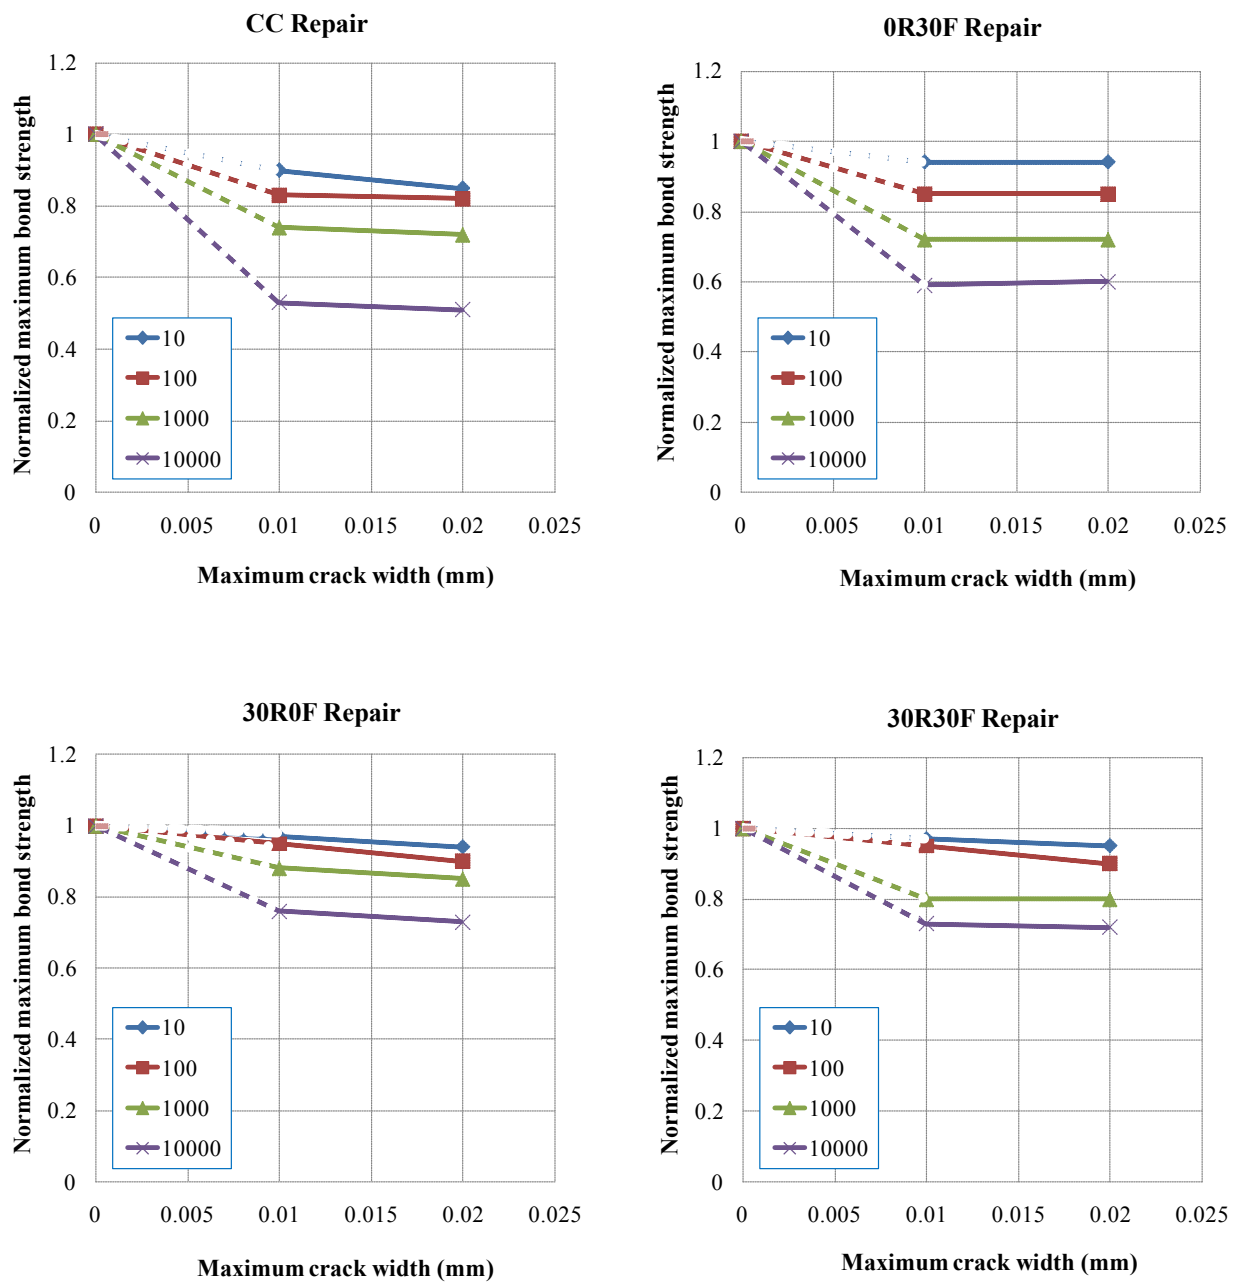 CC Repair
Normalized maximum bond strength
1.2
1
0.8
0.6
0.4
0.2
0
10
100
1000
10000
0 0.005 0.01 0.015 0.02 0.025
Maximum crack width (mm)
0R30F Repair
Normalized maximum bond strength
1.2
1
0.8
0.6
0.4
0.2
0
10
100
1000
10000
0 0.005 0.01 0.015 0.02 0.025
Maximum crack width (mm)
30R0F Repair
Normalized maximum bond strength
1.2
1
0.8
0.6
0.4
0.2
0
10
100
1000
10000
0 0.005 0.01 0.015 0.02 0.025
Maximum crack width (mm)
30R30F Repair
Normalized maximum bond strength
1.2
1
0.8
0.6
0.4
0.2
0
10
100
1000
10000
0 0.005 0.01 0.015 0.02 0.025
Maximum crack width (mm)